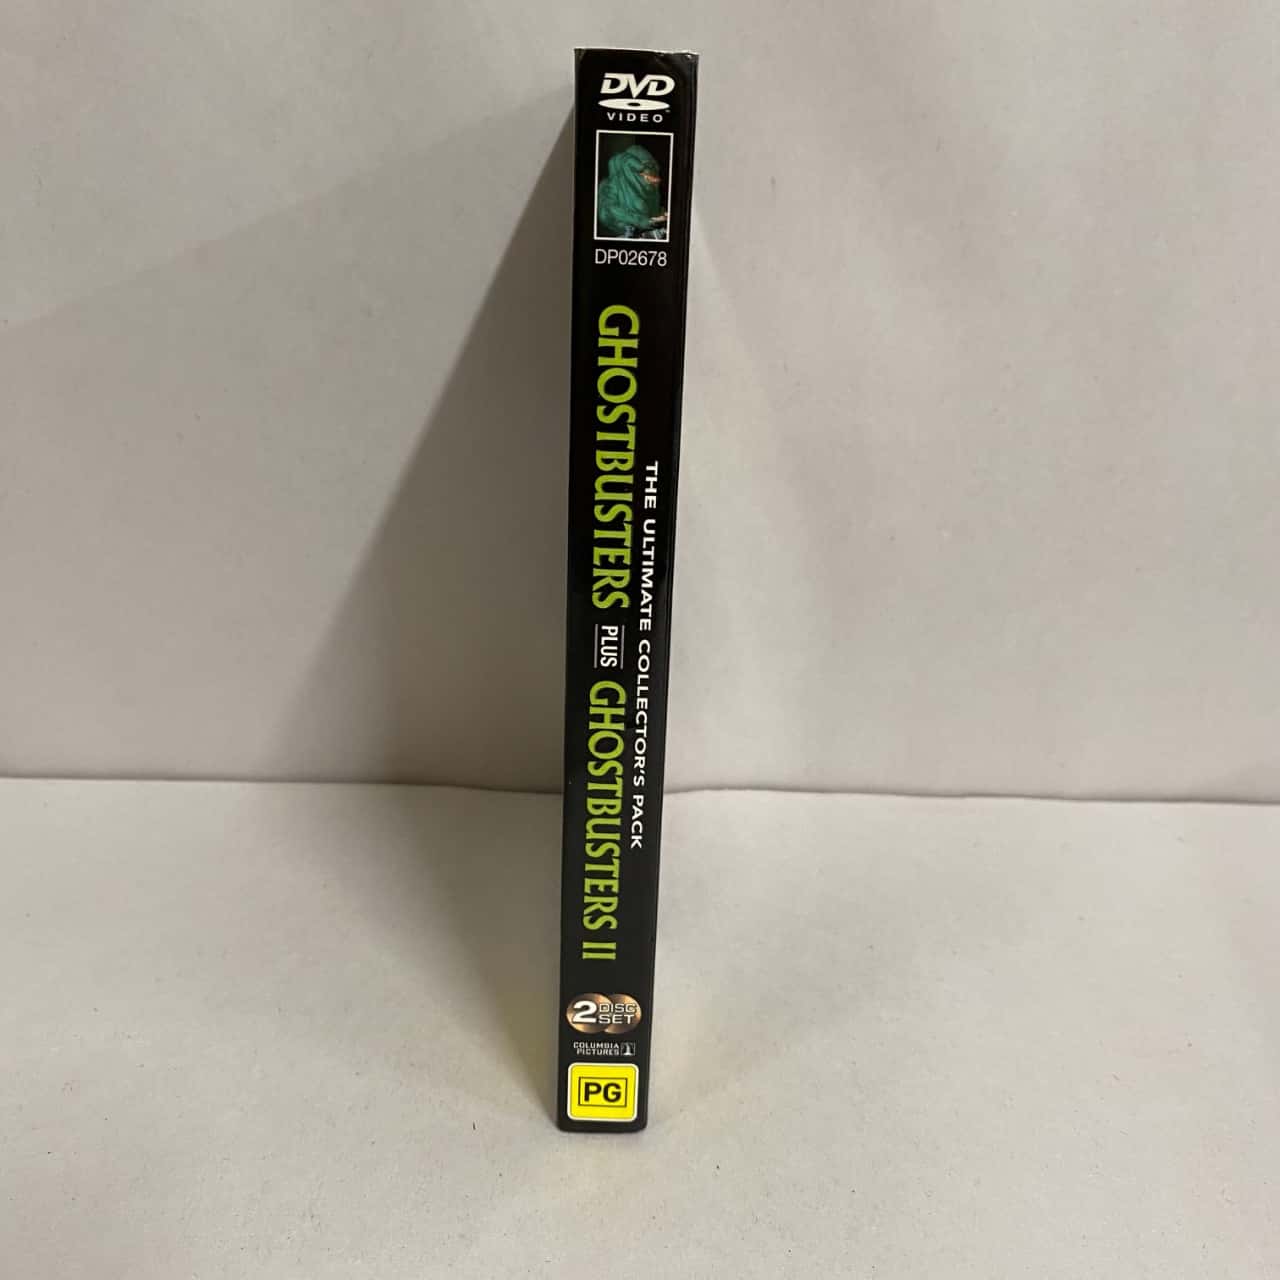 DVD
VIDEO
DP02678
THE ULTIMATE COLLECTOR'S PACK
GHOSTBUSTERS PLUS GHOSTBUSTERS II
2 DISC
SET
COLUMBIA
PICTURES
PG